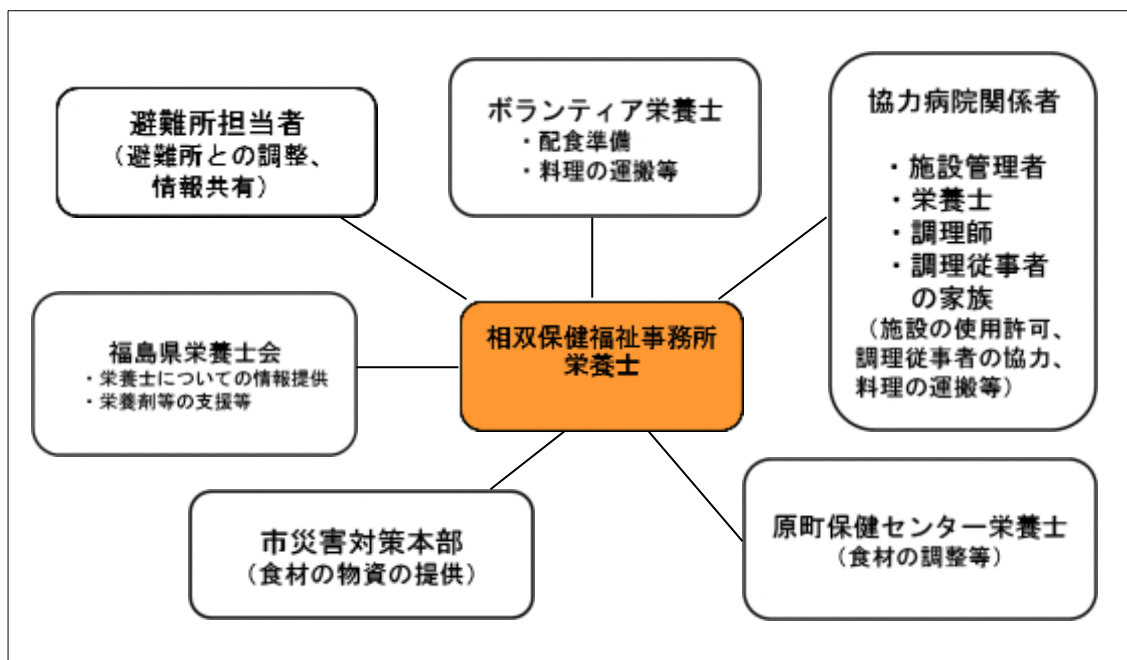 避難所担当者
（避難所との調整、
情報共有）
ボランティア栄養士
・配食準備
・料理の運搬等
協力病院関係者
・施設管理者
・栄養士
・調理師
・調理従事者
の家族
（施設の使用許可、
調理従事者の協力、
料理の運搬等）
福島県栄養士会
・栄養士についての情報提供
・栄養剤等の支援等
相双保健福祉事務所
栄養士
市災害対策本部
（食材の物資の提供）
原町保健センター栄養士
（食材の調整等）